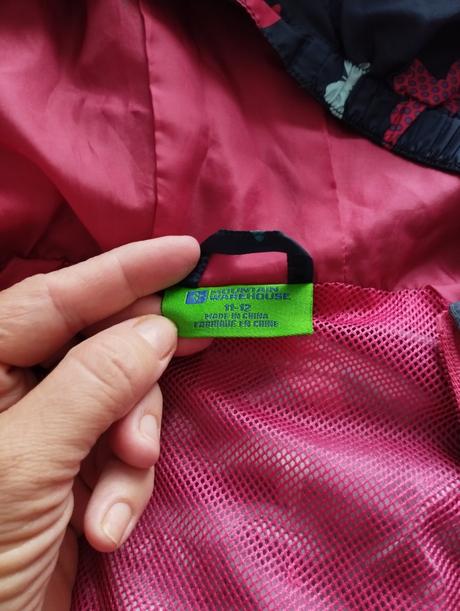 MOUNTAIN
WAREHOUSE
11-12
MADE IN CHINA
FABRIQUE EN CHINE